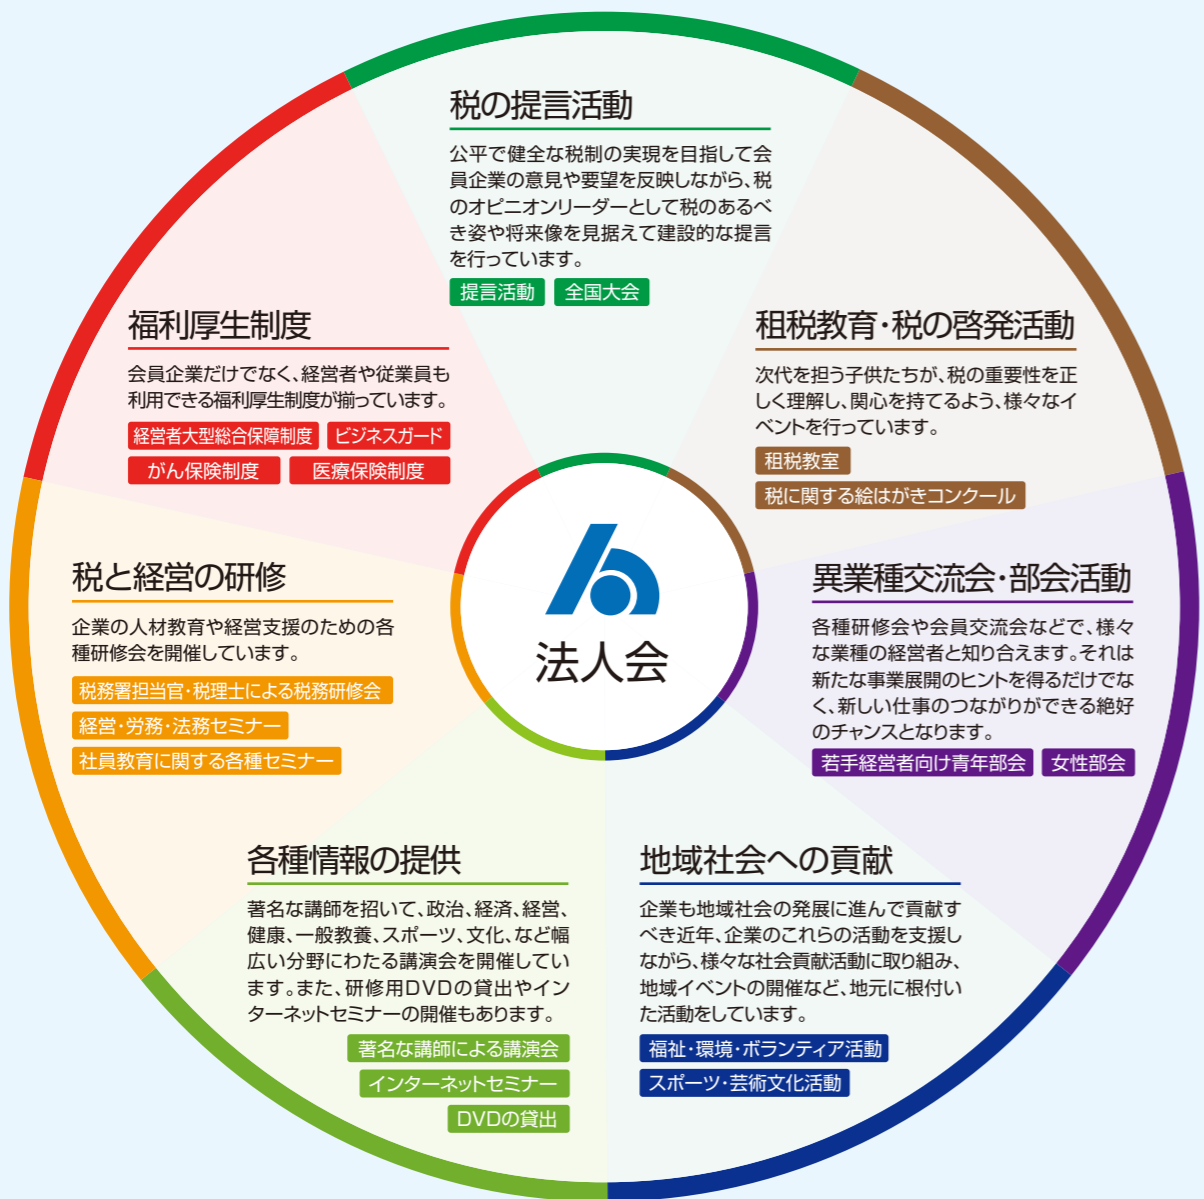 税の提言活動
公平で健全な税制の実現を目指して会
員企業の意見や要望を反映しながら、税
のオピニオンリーダーとして税のあるべ
き姿や将来像を見据えて建設的な提言
を行っています。
提言活動 全国大会
租税教育・税の啓発活動
次代を担う子供たちが、税の重要性を正
しく理解し、関心を持てるよう、様々なイ
ベントを行っています。
租税教室
税に関する絵はがきコンクール
異業種交流会・部会活動
各種研修会や会員交流会などで、様々
な業種の経営者と知り合えます。それは
新たな事業展開のヒントを得るだけでな
く、新しい仕事のつながりができる絶好
のチャンスとなります。
若手経営者向け青年部会 女性部会
地域社会への貢献
企業も地域社会の発展に進んで貢献す
べき近年、企業のこれらの活動を支援し
ながら、様々な社会貢献活動に取り組み、
地域イベントの開催など、地元に根付い
た活動をしています。
福祉・環境・ボランティア活動
スポーツ・芸術文化活動
各種情報の提供
著名な講師を招いて、政治、経済、経営、
健康、一般教養、スポーツ、文化、など幅
広い分野にわたる講演会を開催してい
ます。また、研修用DVDの貸出やイン
ターネットセミナーの開催もあります。
著名な講師による講演会
インターネットセミナー
DVDの貸出
税と経営の研修
企業の人材教育や経営支援のための各
種研修会を開催しています。
税務署担当官・税理士による税務研修会
経営・労務・法務セミナー
社員教育に関する各種セミナー
福利厚生制度
会員企業だけでなく、経営者や従業員も
利用できる福利厚生制度が揃っています。
経営者大型総合保障制度 ビジネスガード
がん保険制度 医療保険制度
法人会